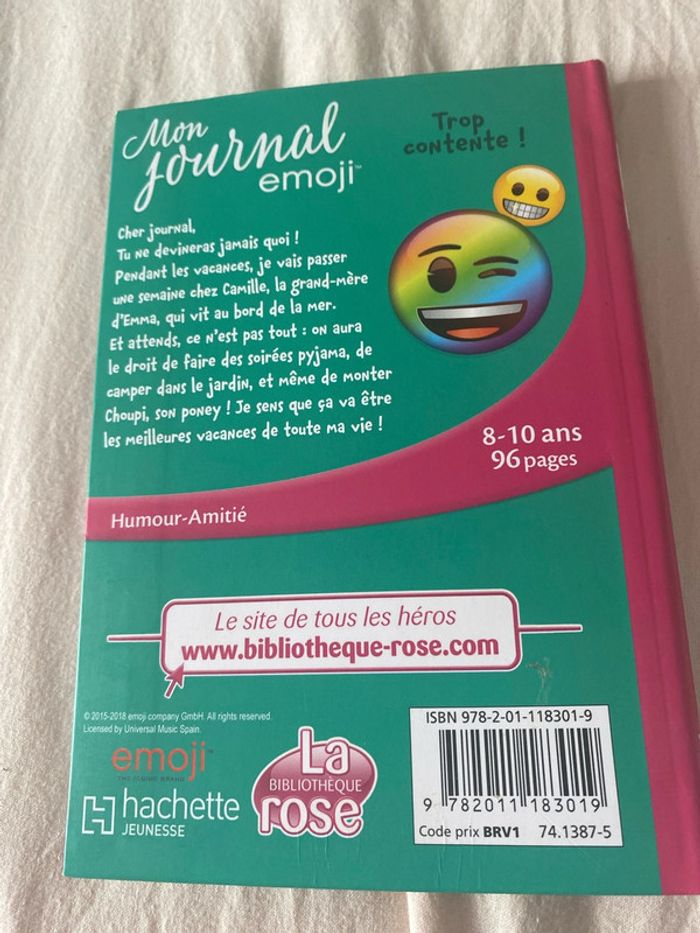 Mon
journal
emoji™
Trop
contente !
Cher journal,
Tu ne devineras jamais quoi !
Pendant les vacances, je vais passer
une semaine chez Camille, la grand-mère
d'Emma, qui vit au bord de la mer.
Et attends, ce n'est pas tout : on aura
le droit de faire des soirées pyjama, de
camper dans le jardin, et même de monter
Choupi, son poney ! Je sens que ça va être
les meilleures vacances de toute ma vie !
8-10 ans
96 pages
Humour-Amitié
Le site de tous les héros
www.bibliotheque-rose.com
© 2015-2018 emoji company GmbH. All rights reserved.
Licensed by Universal Music Spain.
emoji™
THE ICONIC BRAND
hachette
JEUNESSE
La
BIBLIOTHÈQUE
rose
ISBN 978-2-01-118301-9
9 782011 183019
Code prix BRV1 74.1387-5